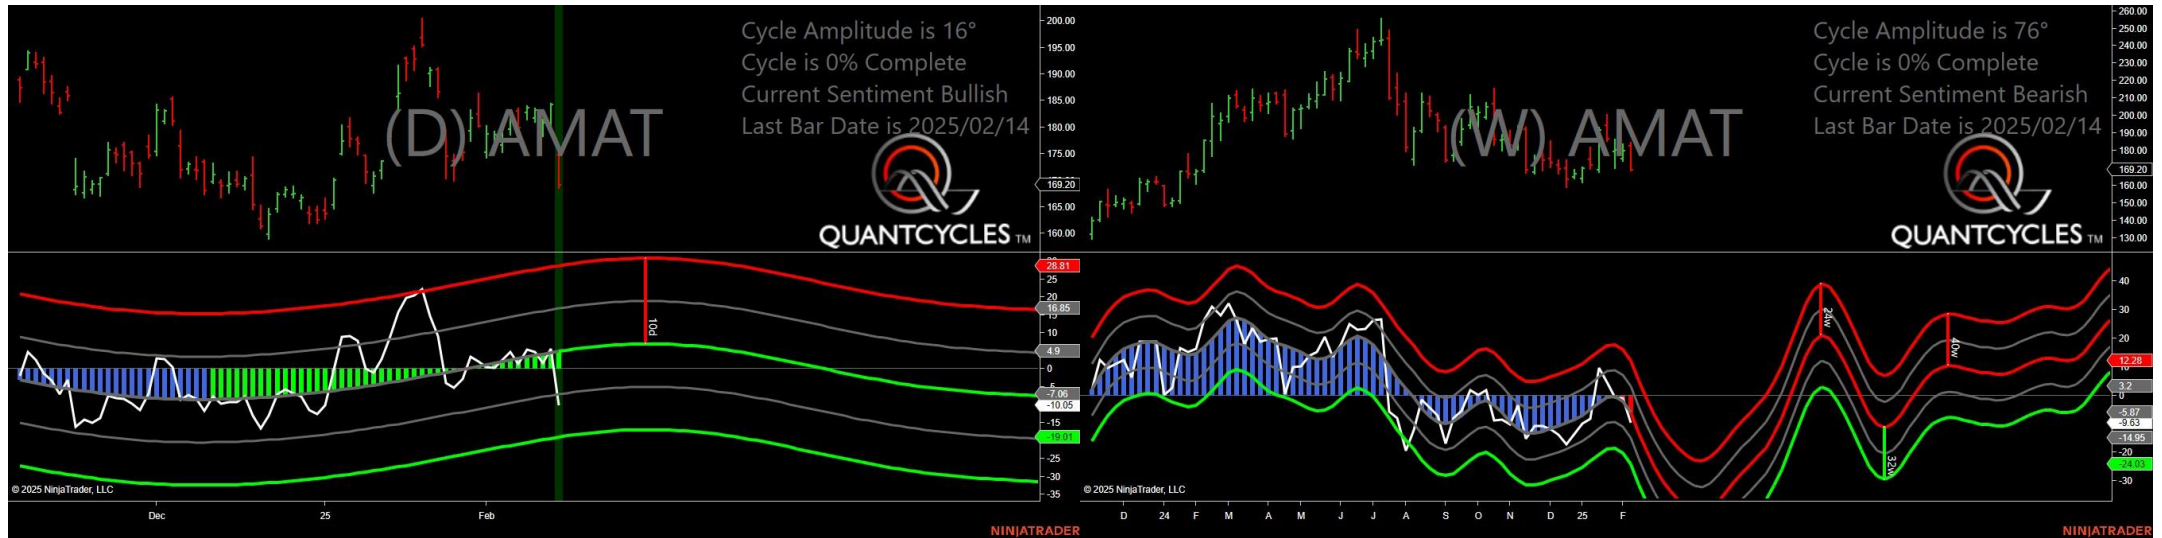 Cycle Amplitude is 16°
Cycle is 0% Complete
Current Sentiment Bullish
Last Bar Date is 2025/02/14
(D) AMAT
QUANTCYCLES TM
200.00
195.00
190.00
185.00
180.00
175.00
169.20
165.00
160.00
28.81
25
20
16.85
15
10
4.9
0
-5
-7.06
-10.05
-15
-19.01
-25
-30
-35
10d
© 2025 NinjaTrader, LLC
Dec
25
Feb
NINJATRADER
Cycle Amplitude is 76°
Cycle is 0% Complete
Current Sentiment Bearish
Last Bar Date is 2025/02/14
(W) AMAT
QUANTCYCLES TM
260.00
250.00
240.00
230.00
220.00
210.00
200.00
190.00
180.00
169.20
160.00
150.00
140.00
130.00
40
30
20
12.28
10
3.2
0
-5.87
-9.63
-14.95
-20
-24.03
-30
24w
40w
32w
© 2025 NinjaTrader, LLC
D 24 F M A M J J A S O N D 25 F
NINJATRADER